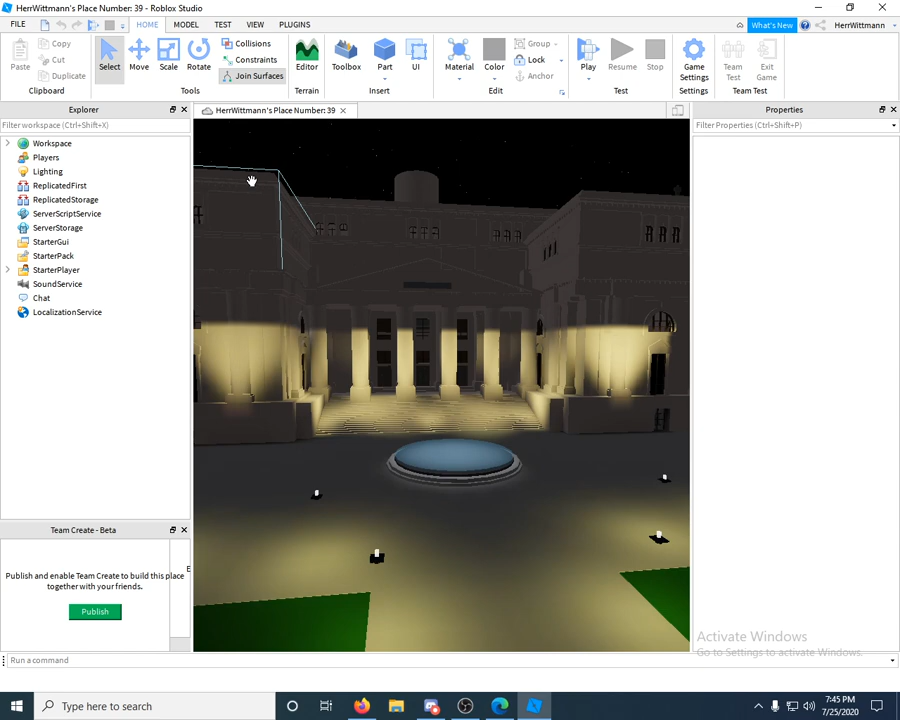 HerrWittmann's Place Number: 39 - Roblox Studio
FILE HOME MODEL TEST VIEW PLUGINS What's New HerrWittmann
Paste Copy Cut Duplicate Clipboard
Select Move Scale Rotate Collisions Constraints Join Surfaces Tools
Editor Terrain
Toolbox Part UI Insert
Material Color Group Lock Anchor Edit
Play Resume Stop Test
Game Settings Settings
Team Test Exit Game Team Test
Explorer
Filter workspace (Ctrl+Shift+X)
Workspace
Players
Lighting
ReplicatedFirst
ReplicatedStorage
ServerScriptService
ServerStorage
StarterGui
StarterPack
StarterPlayer
SoundService
Chat
LocalizationService
Team Create - Beta
Publish and enable Team Create to build this place
together with your friends.
E
Publish
HerrWittmann's Place Number: 39
Properties
Filter Properties (Ctrl+Shift+P)
Activate Windows
Go to Settings to activate Windows.
Run a command
Type here to search
7:45 PM
7/25/2020